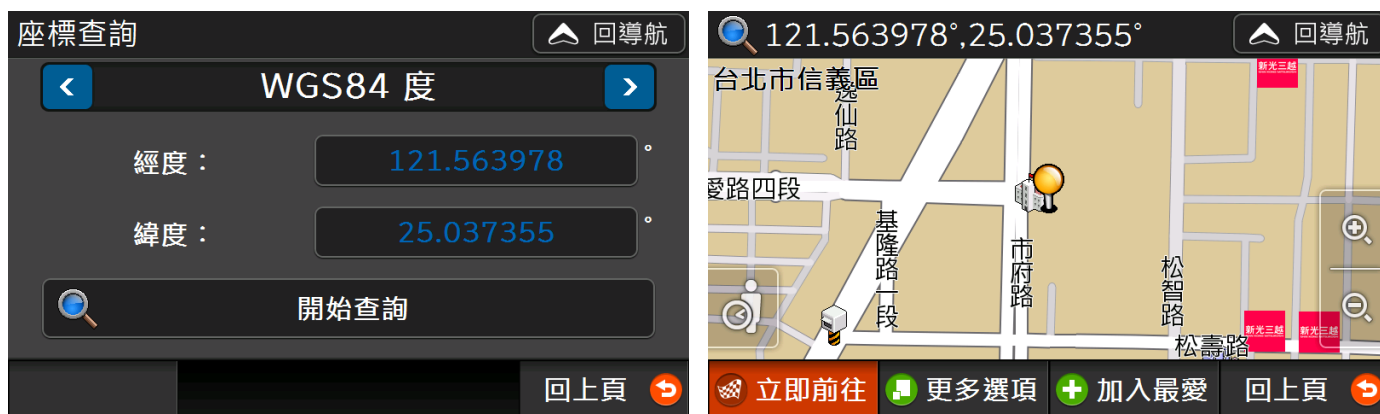 座標查詢
回導航
WGS84 度
經度：
121.563978°
緯度：
25.037355°
開始查詢
回上頁
121.563978°,25.037355°
回導航
台北市信義區
逸仙路
新光三越
愛路四段
基隆路一段
市府路
松智路
新光三越
新光三越
松壽路
立即前往
更多選項
加入最愛
回上頁